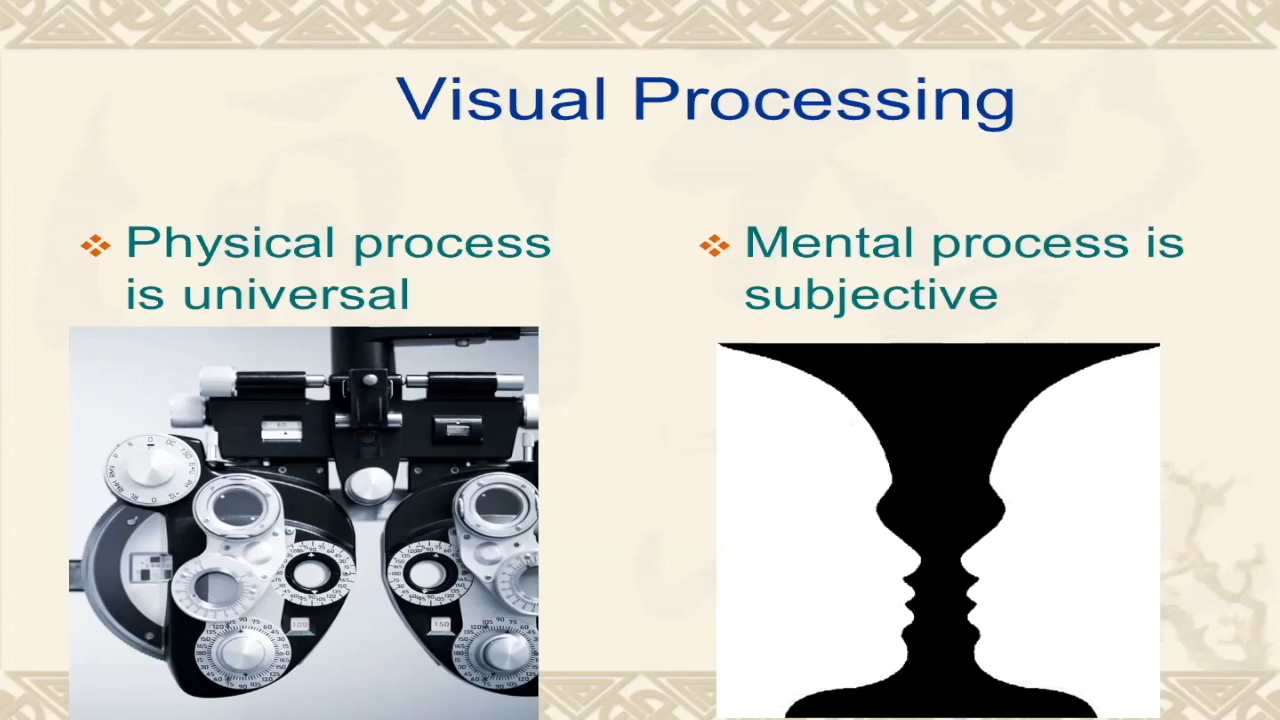 Visual Processing
Physical process
is universal
Mental process is
subjective